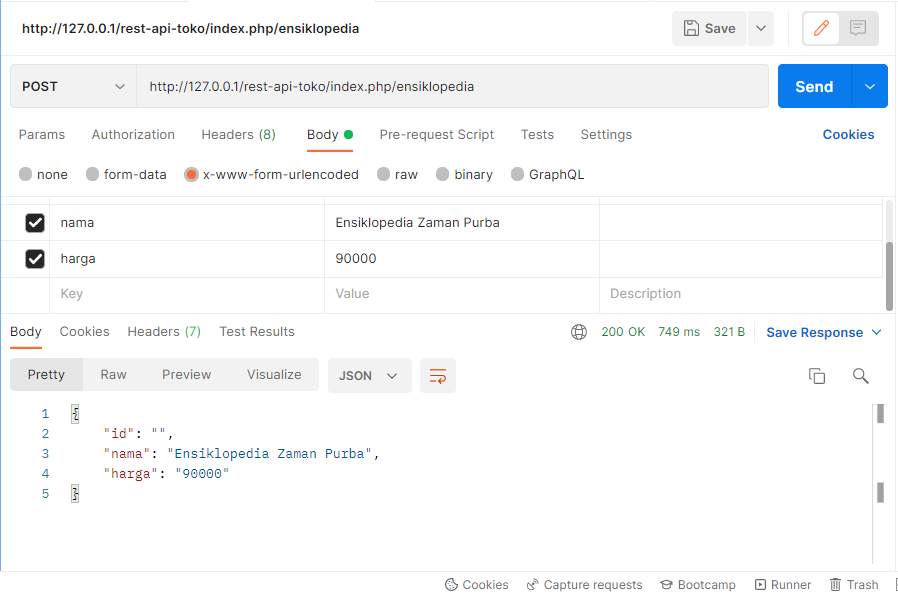 http://127.0.0.1/rest-api-toko/index.php/ensiklopedia Save
POST http://127.0.0.1/rest-api-toko/index.php/ensiklopedia Send
Params Authorization Headers (8) Body Pre-request Script Tests Settings Cookies
none form-data x-www-form-urlencoded raw binary GraphQL
nama Ensiklopedia Zaman Purba
harga 90000
Key Value Description
Body Cookies Headers (7) Test Results 200 OK 749 ms 321 B Save Response
Pretty Raw Preview Visualize JSON
1 {
2 "id": "",
3 "nama": "Ensiklopedia Zaman Purba",
4 "harga": "90000"
5 }
Cookies Capture requests Bootcamp Runner Trash